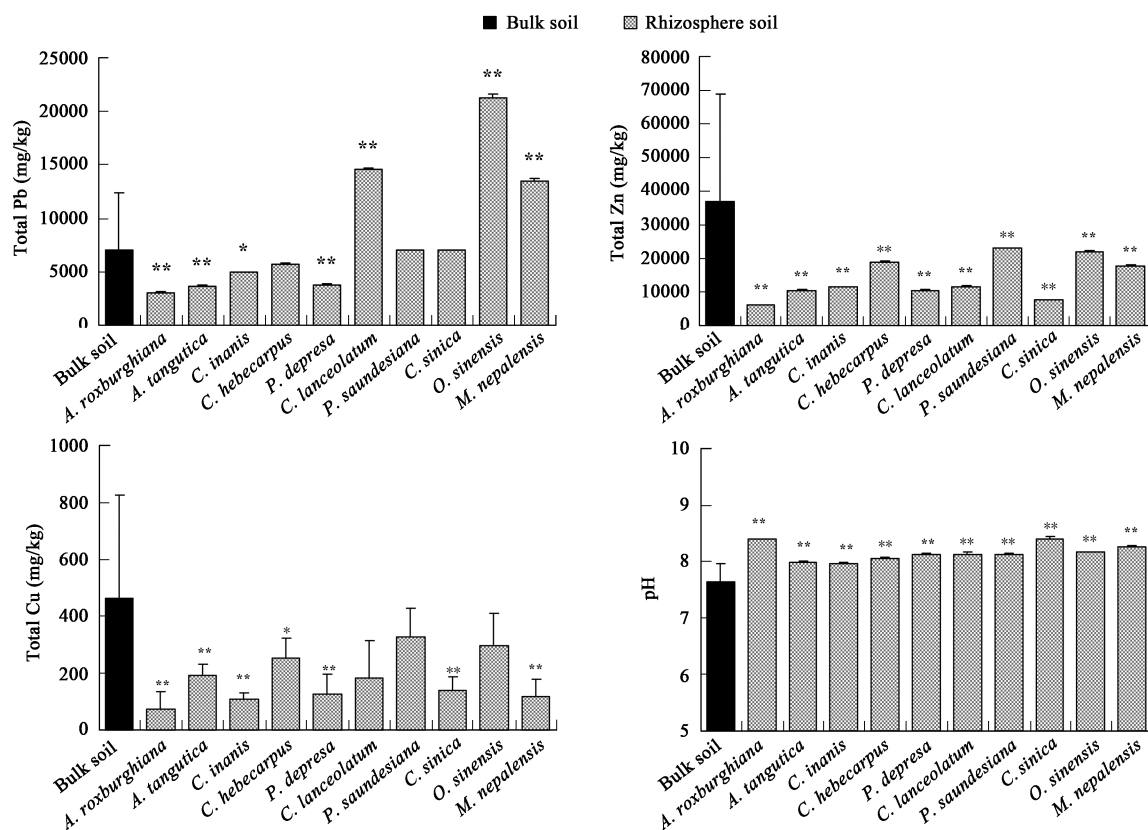 Bulk soil Rhizosphere soil
Total Pb (mg/kg)
25000
20000
15000
10000
5000
0
** ** * ** ** ** **
Bulk soil
A. roxburghiana
A. tangutica
C. inanis
C. hebecarpus
P. depresa
C. lanceolatum
P. saundesiana
C. sinica
O. sinensis
M. nepalensis
Total Zn (mg/kg)
80000
70000
60000
50000
40000
30000
20000
10000
0
** ** ** ** ** ** ** ** ** **
Bulk soil
A. roxburghiana
A. tangutica
C. inanis
C. hebecarpus
P. depresa
C. lanceolatum
P. saundesiana
C. sinica
O. sinensis
M. nepalensis
Total Cu (mg/kg)
1000
800
600
400
200
0
** ** ** * ** ** **
Bulk soil
A. roxburghiana
A. tangutica
C. inanis
C. hebecarpus
P. depresa
C. lanceolatum
P. saundesiana
C. sinica
O. sinensis
M. nepalensis
pH
10
9
8
7
6
5
** ** ** ** ** ** ** ** ** **
Bulk soil
A. roxburghiana
A. tangutica
C. inanis
C. hebecarpus
P. depresa
C. lanceolatum
P. saundesiana
C. sinica
O. sinensis
M. nepalensis